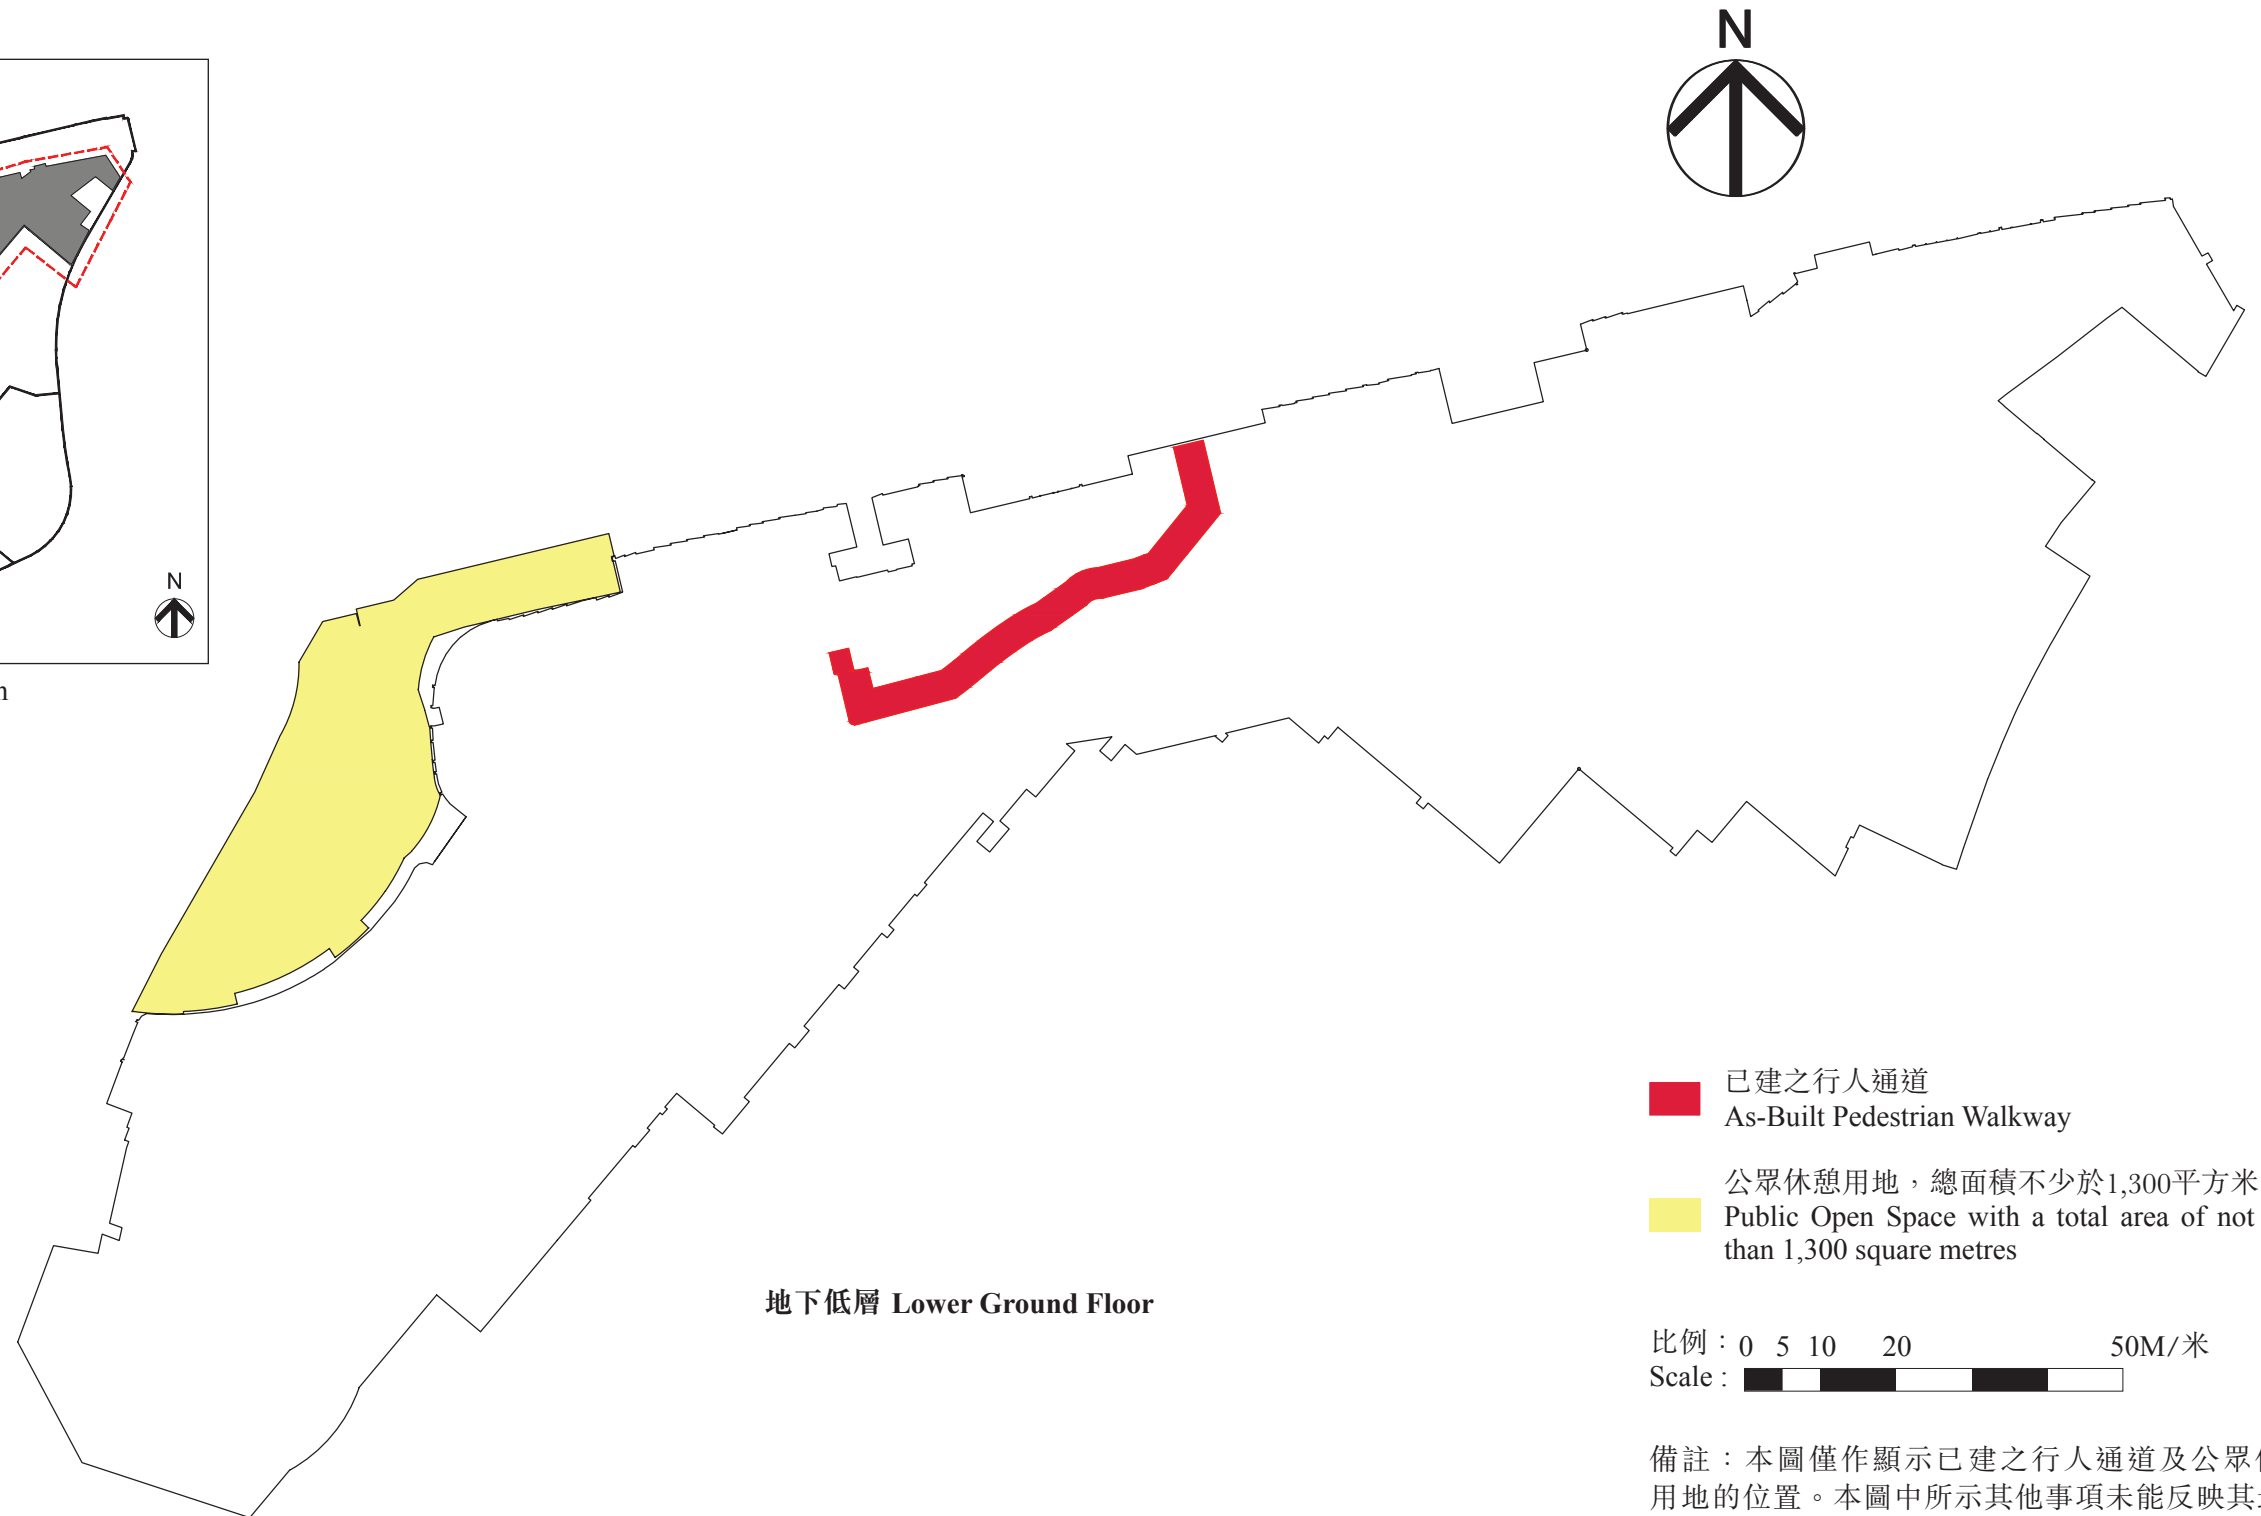 N
N
n
已建之行人通道
As-Built Pedestrian Walkway
公眾休憩用地，總面積不少於1,300平方米
Public Open Space with a total area of not
than 1,300 square metres
地下低層 Lower Ground Floor
比例：0 5 10 20 50M/米
Scale :
備註：本圖僅作顯示已建之行人通道及公眾
用地的位置。本圖中所示其他事項未能反映其